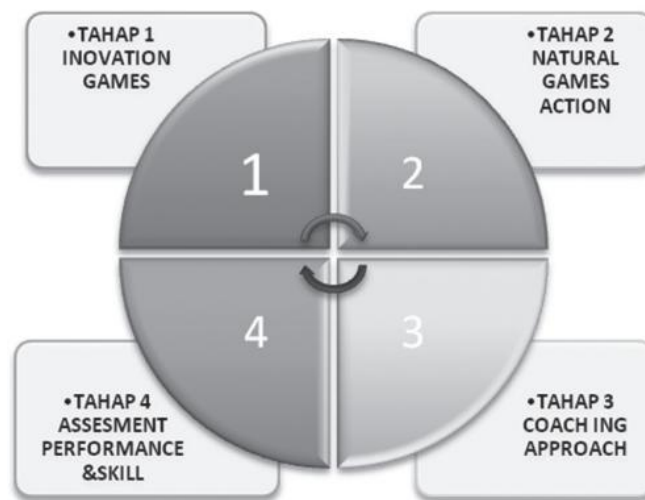 •TAHAP 1
INOVATION
GAMES
•TAHAP 2
NATURAL
GAMES
ACTION
1
2
4
3
•TAHAP 4
ASSESMENT
PERFORMANCE
&SKILL
•TAHAP 3
COACH ING
APPROACH